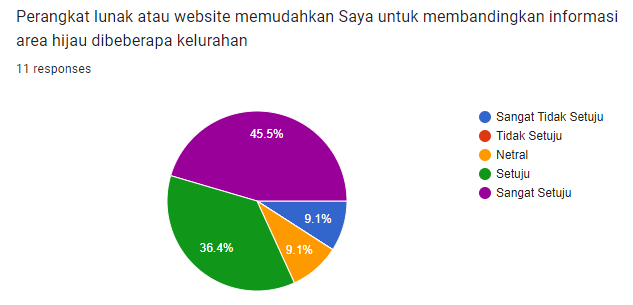 Perangkat lunak atau website memudahkan Saya untuk membandingkan informasi
area hijau dibeberapa kelurahan
11 responses
45.5%
36.4%
9.1%
9.1%
Sangat Tidak Setuju
Tidak Setuju
Netral
Setuju
Sangat Setuju